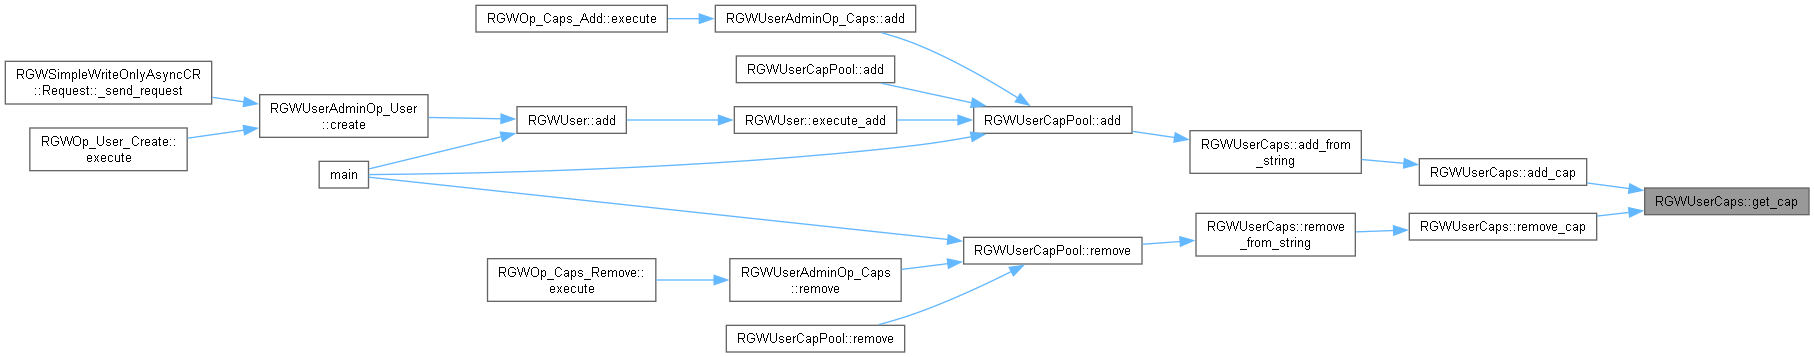 RGWOp_Caps_Add::execute
RGWUserAdminOp_Caps::add
RGWUserCapPool::add
RGWSimpleWriteOnlyAsyncCR
::Request::_send_request
RGWUserAdminOp_User
::create
RGWUser::add
RGWUser::execute_add
RGWUserCapPool::add
RGWOp_User_Create::
execute
main
RGWUserCaps::add_from
_string
RGWUserCaps::add_cap
RGWUserCaps::get_cap
RGWUserCaps::remove_cap
RGWUserCaps::remove
_from_string
RGWUserCapPool::remove
RGWOp_Caps_Remove::
execute
RGWUserAdminOp_Caps
::remove
RGWUserCapPool::remove